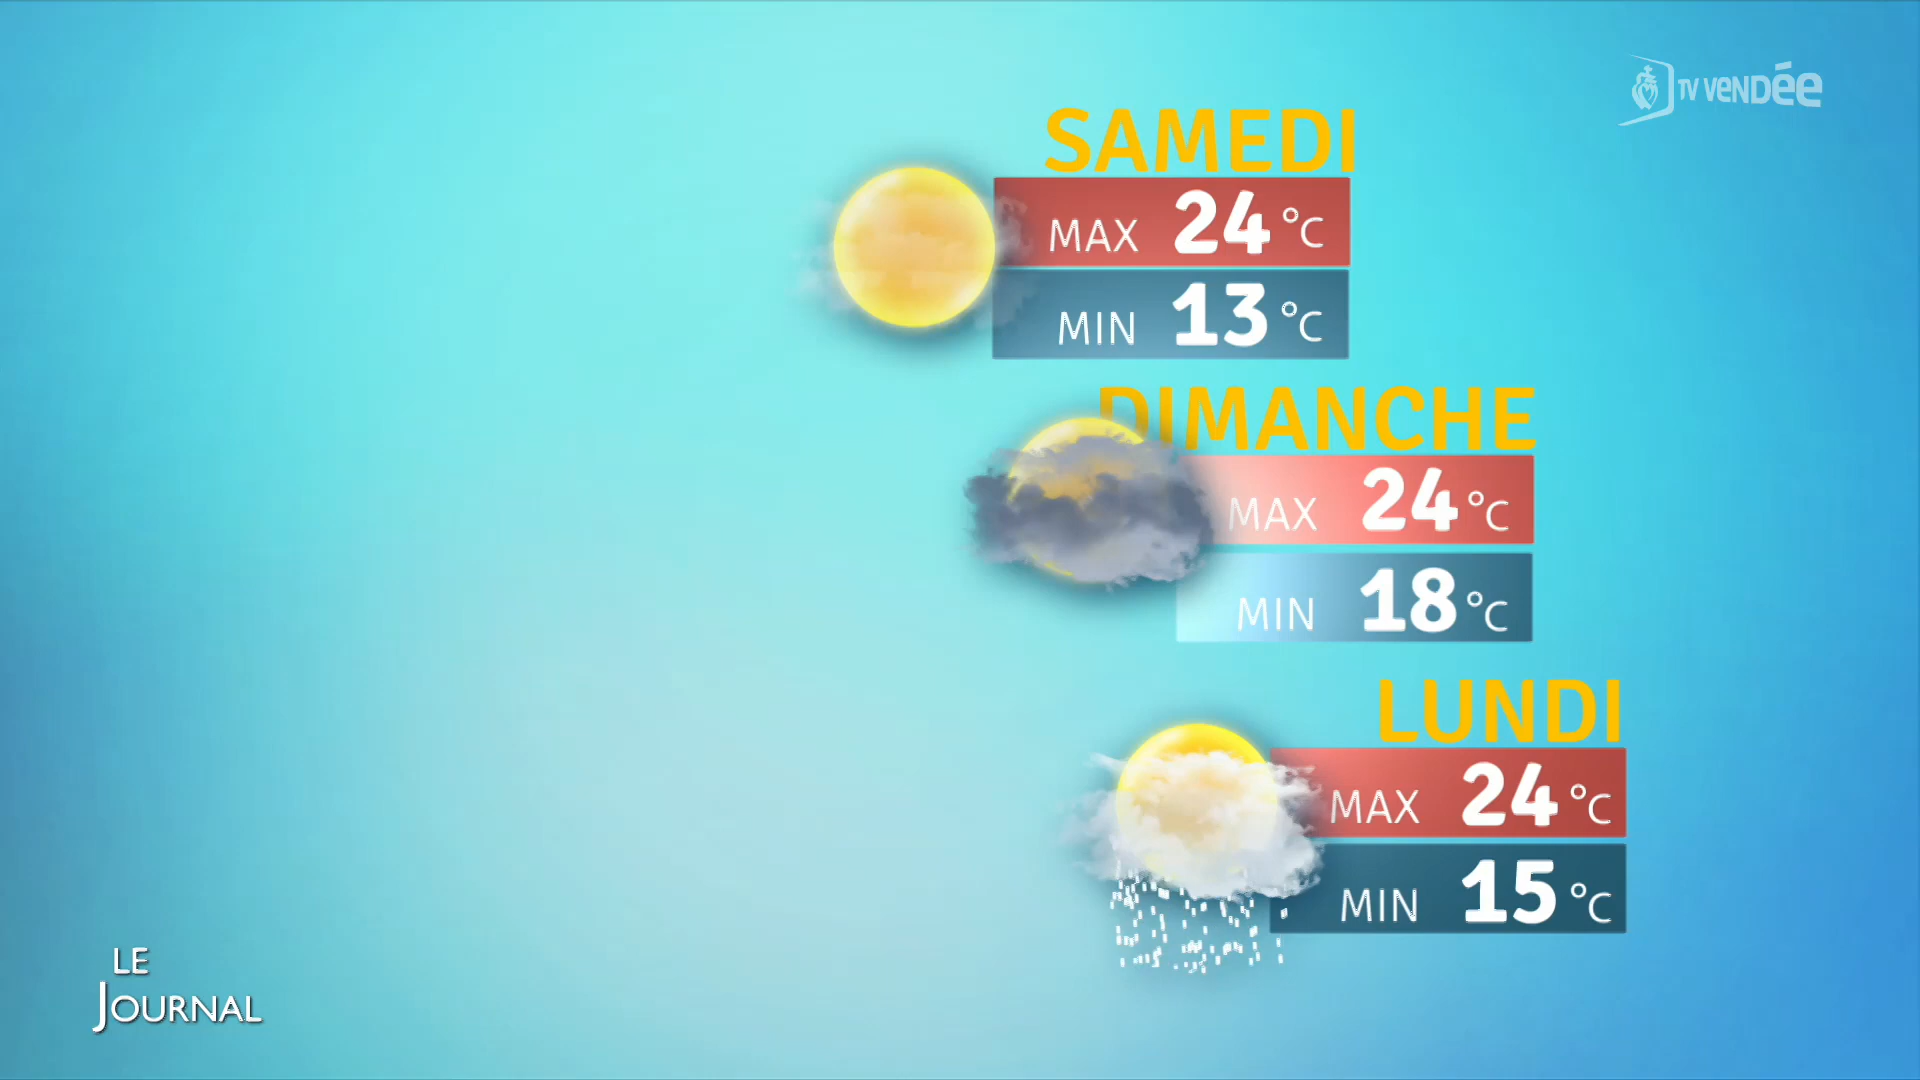 TV VENDÉE
SAMEDI
MAX 24 °C
MIN 13 °C
DIMANCHE
MAX 24 °C
MIN 18 °C
LUNDI
MAX 24 °C
MIN 15 °C
LE
JOURNAL